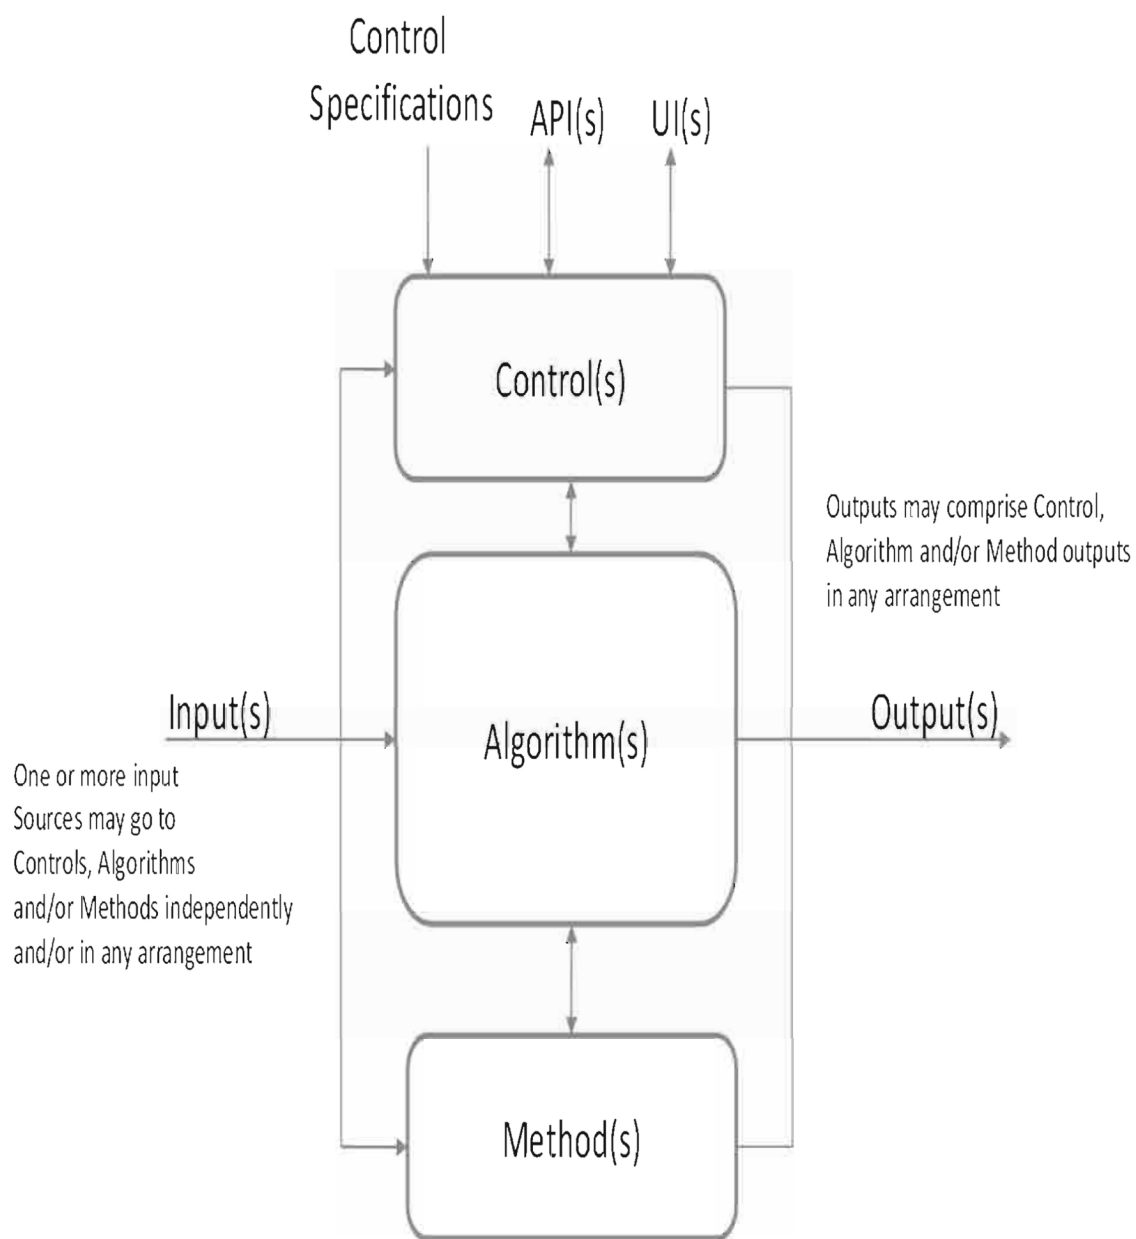 Control
Specifications
API(s)
UI(s)
Control(s)
Outputs may comprise Control,
Algorithm and/or Method outputs
in any arrangement
Input(s)
Algorithm(s)
Output(s)
One or more input
Sources may go to
Controls, Algorithms
and/or Methods independently
and/or in any arrangement
Method(s)